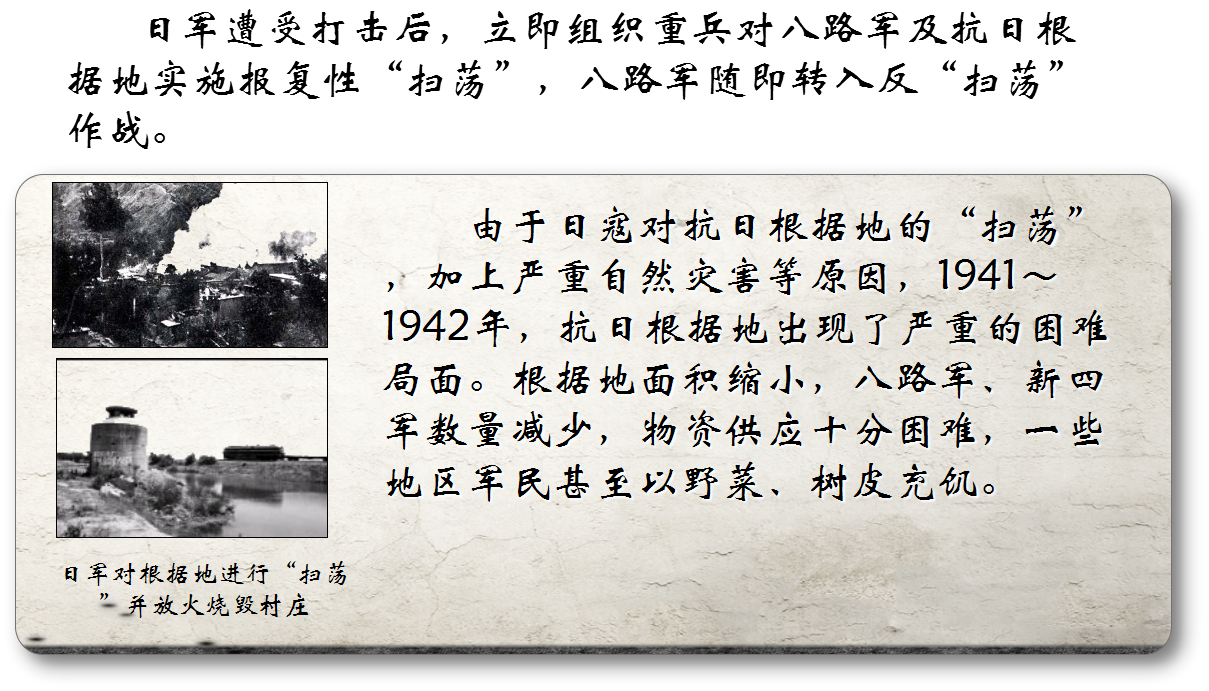 日军遭受打击后，立即组织重兵对八路军及抗日根
据地实施报复性“扫荡”，八路军随即转入反“扫荡”
作战。
由于日寇对抗日根据地的“扫荡”
，加上严重自然灾害等原因，1941～
1942年，抗日根据地出现了严重的困难
局面。根据地面积缩小，八路军、新四
军数量减少，物资供应十分困难，一些
地区军民甚至以野菜、树皮充饥。
日军对根据地进行“扫荡
”并放火烧毁村庄